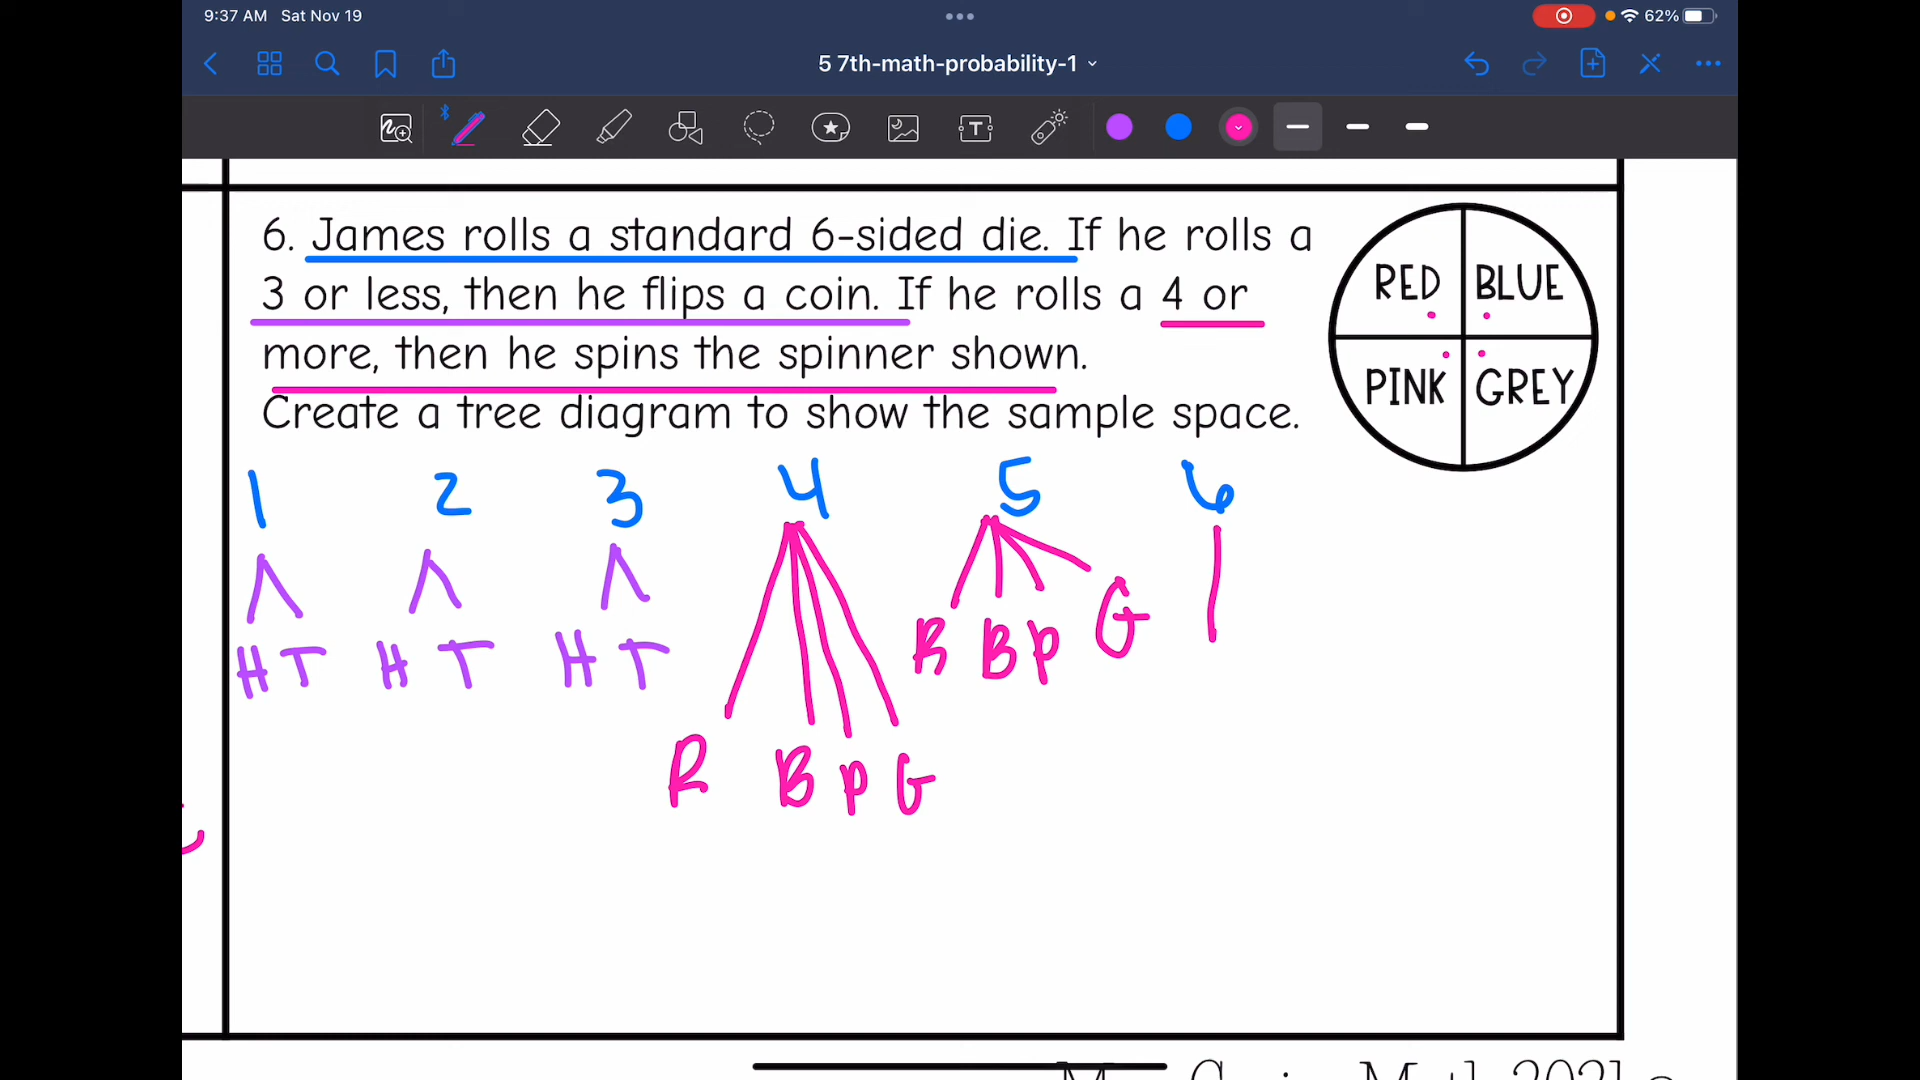 9:37 AM Sat Nov 19
62%
5 7th-math-probability-1
T
6. James rolls a standard 6-sided die. If he rolls a
3 or less, then he flips a coin. If he rolls a 4 or
more, then he spins the spinner shown.
Create a tree diagram to show the sample space.
RED BLUE
PINK GREY
1 2 3 4 5 6
H T H T H T
R B P G
R B P G